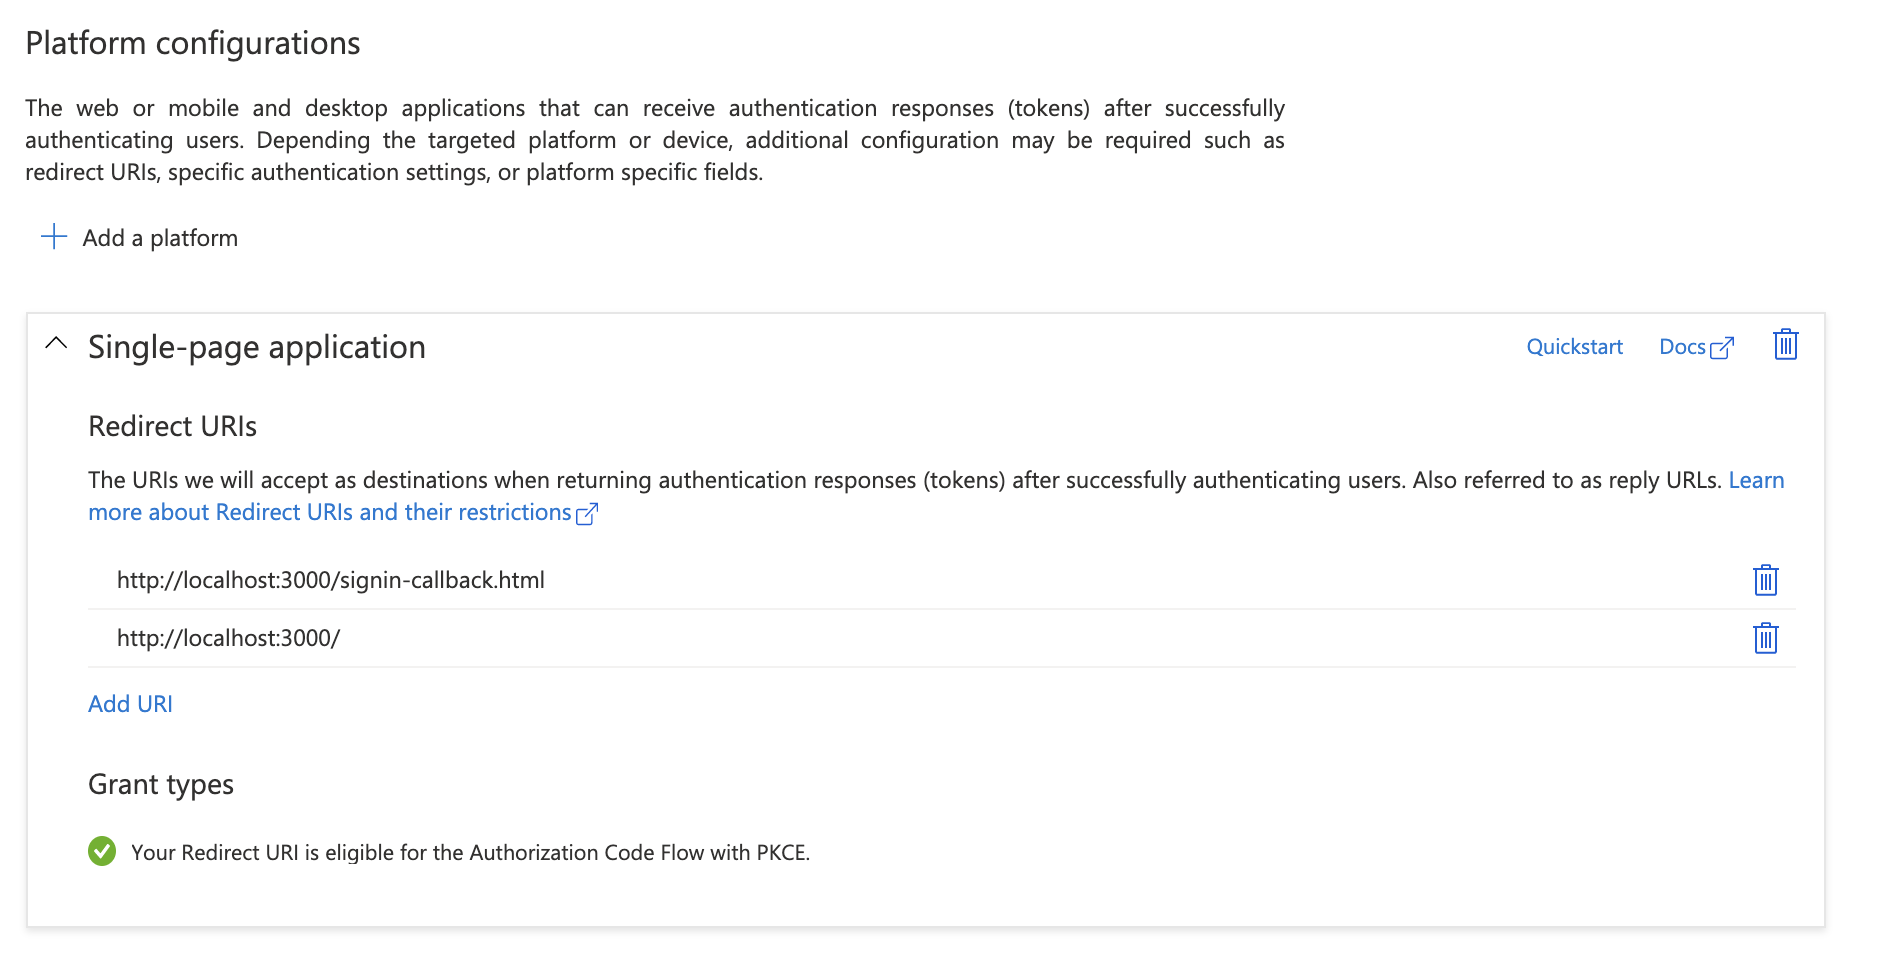 Platform configurations
The web or mobile and desktop applications that can receive authentication responses (tokens) after successfully
authenticating users. Depending the targeted platform or device, additional configuration may be required such as
redirect URIs, specific authentication settings, or platform specific fields.
Add a platform
Single-page application
Quickstart
Docs
Redirect URIs
The URIs we will accept as destinations when returning authentication responses (tokens) after successfully authenticating users. Also referred to as reply URLs. Learn
more about Redirect URIs and their restrictions
http://localhost:3000/signin-callback.html
http://localhost:3000/
Add URI
Grant types
Your Redirect URI is eligible for the Authorization Code Flow with PKCE.